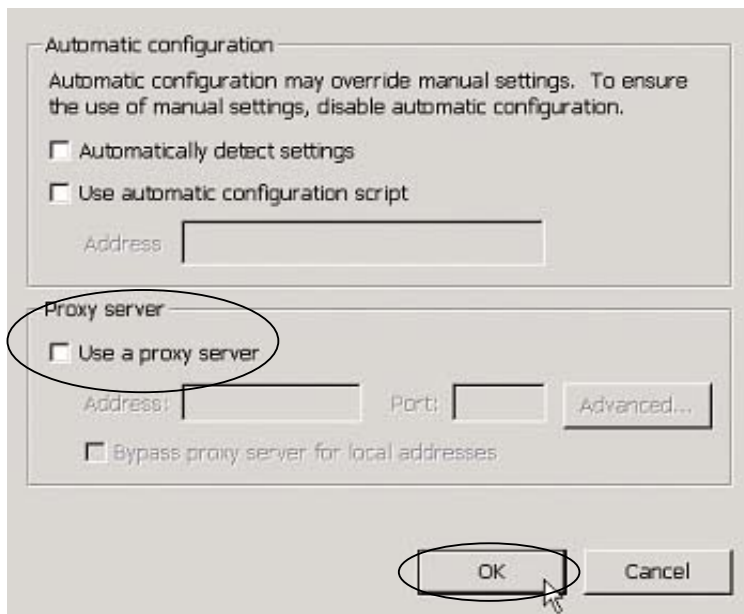 Automatic configuration
Automatic configuration may override manual settings. To ensure
the use of manual settings, disable automatic configuration.
Automatically detect settings
Use automatic configuration script
Address
Proxy server
Use a proxy server
Address: Port: Advanced...
Bypass proxy server for local addresses
OK Cancel